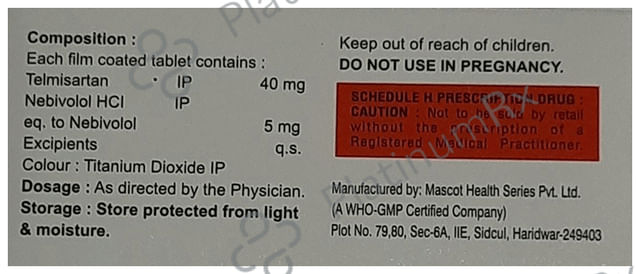 Composition :
Each film coated tablet contains :
Telmisartan IP 40 mg
Nebivolol HCl IP
eq. to Nebivolol 5 mg
Excipients q.s.
Colour : Titanium Dioxide IP
Dosage : As directed by the Physician.
Storage : Store protected from light
& moisture.
Keep out of reach of children.
DO NOT USE IN PREGNANCY.
SCHEDULE H PRESCRIPTION DRUG :
CAUTION : Not to be sold by retail
without the prescription of a
Registered Medical Practitioner.
Manufactured by: Mascot Health Series Pvt. Ltd.
(A WHO-GMP Certified Company)
Plot No. 79,80, Sec-6A, IIE, Sidcul, Haridwar-249403
PlatinumRx